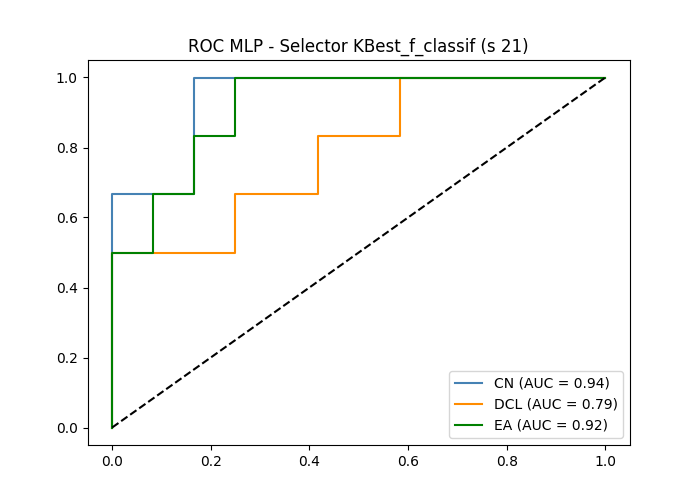 ROC MLP - Selector KBest_f_classif (s 21)
1.0
0.8
0.6
0.4
0.2
0.0
0.0 0.2 0.4 0.6 0.8 1.0
CN (AUC = 0.94)
DCL (AUC = 0.79)
EA (AUC = 0.92)